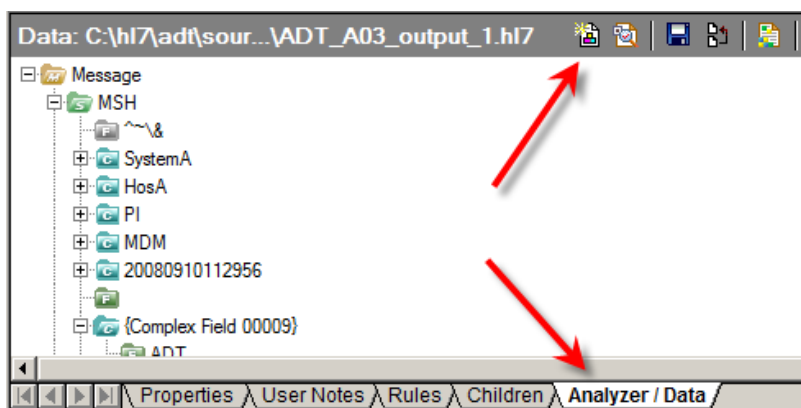 Data: C:\hl7\adt\sour...\ADT_A03_output_1.hl7
Message
MSH
^~\&
SystemA
HosA
PI
MDM
20080910112956
{Complex Field 00009}
ADT
Properties
User Notes
Rules
Children
Analyzer / Data